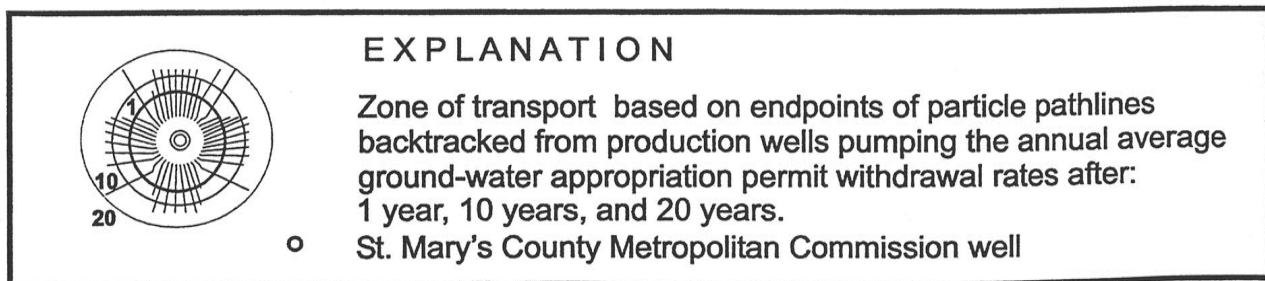 EXPLANATION
1
10
20
Zone of transport based on endpoints of particle pathlines
backtracked from production wells pumping the annual average
ground-water appropriation permit withdrawal rates after:
1 year, 10 years, and 20 years.
St. Mary's County Metropolitan Commission well